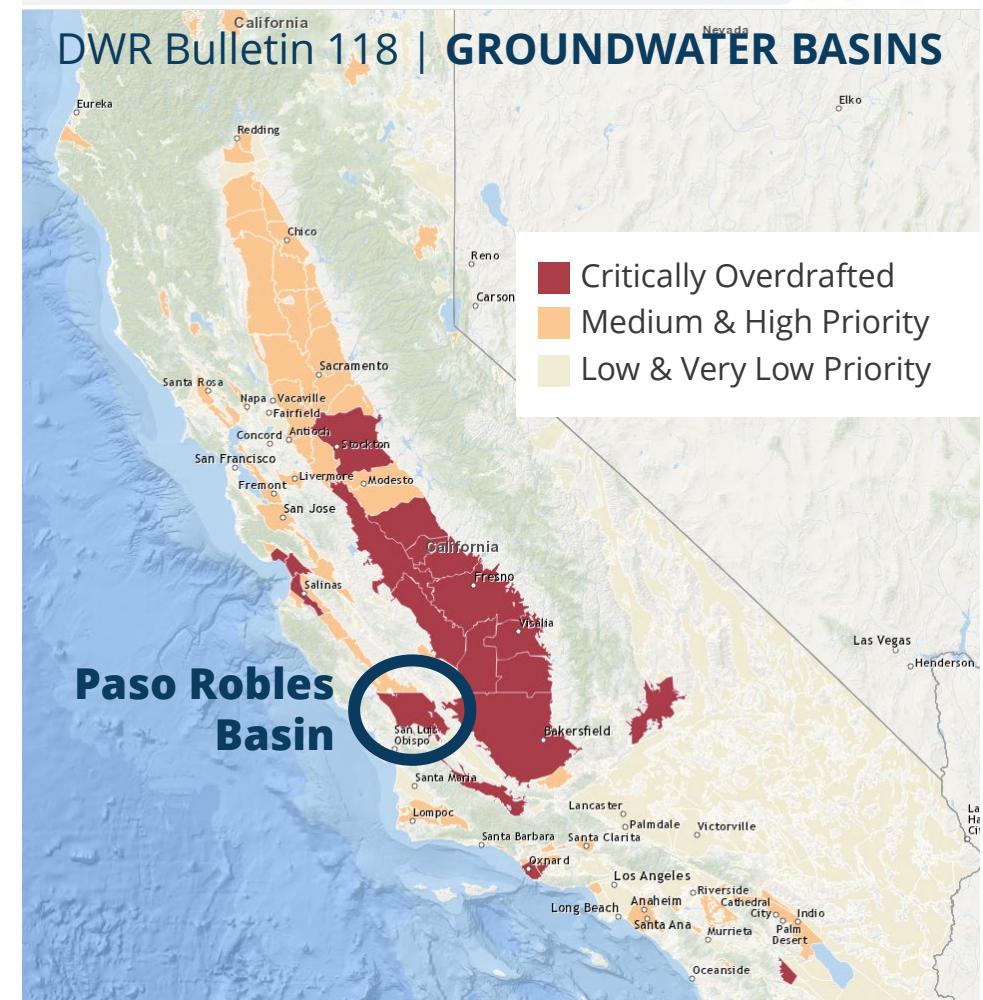 California
Nevada
DWR Bulletin 118 | GROUNDWATER BASINS
Eureka
Elko
Redding
Chico
Reno
Critically Overdrafted
Carson
Medium & High Priority
Low & Very Low Priority
Sacramento
Santa Rosa
Napa
Vacaville
Fairfield
Concord
Antioch
Stockton
San Francisco
Livermore
Modesto
Fremont
San Jose
California
Fresno
Salinas
Visalia
Las Vegas
Henderson
Paso Robles
Basin
San Luis
Obispo
Bakersfield
Santa Maria
Lompoc
Lancaster
Palmdale
Victorville
Santa Barbara
Santa Clarita
La
Ha
Cit
Oxnard
Los Angeles
Riverside
Long Beach
Anaheim
Cathedral
City
Indio
Santa Ana
Murrieta
Palm
Desert
Oceanside